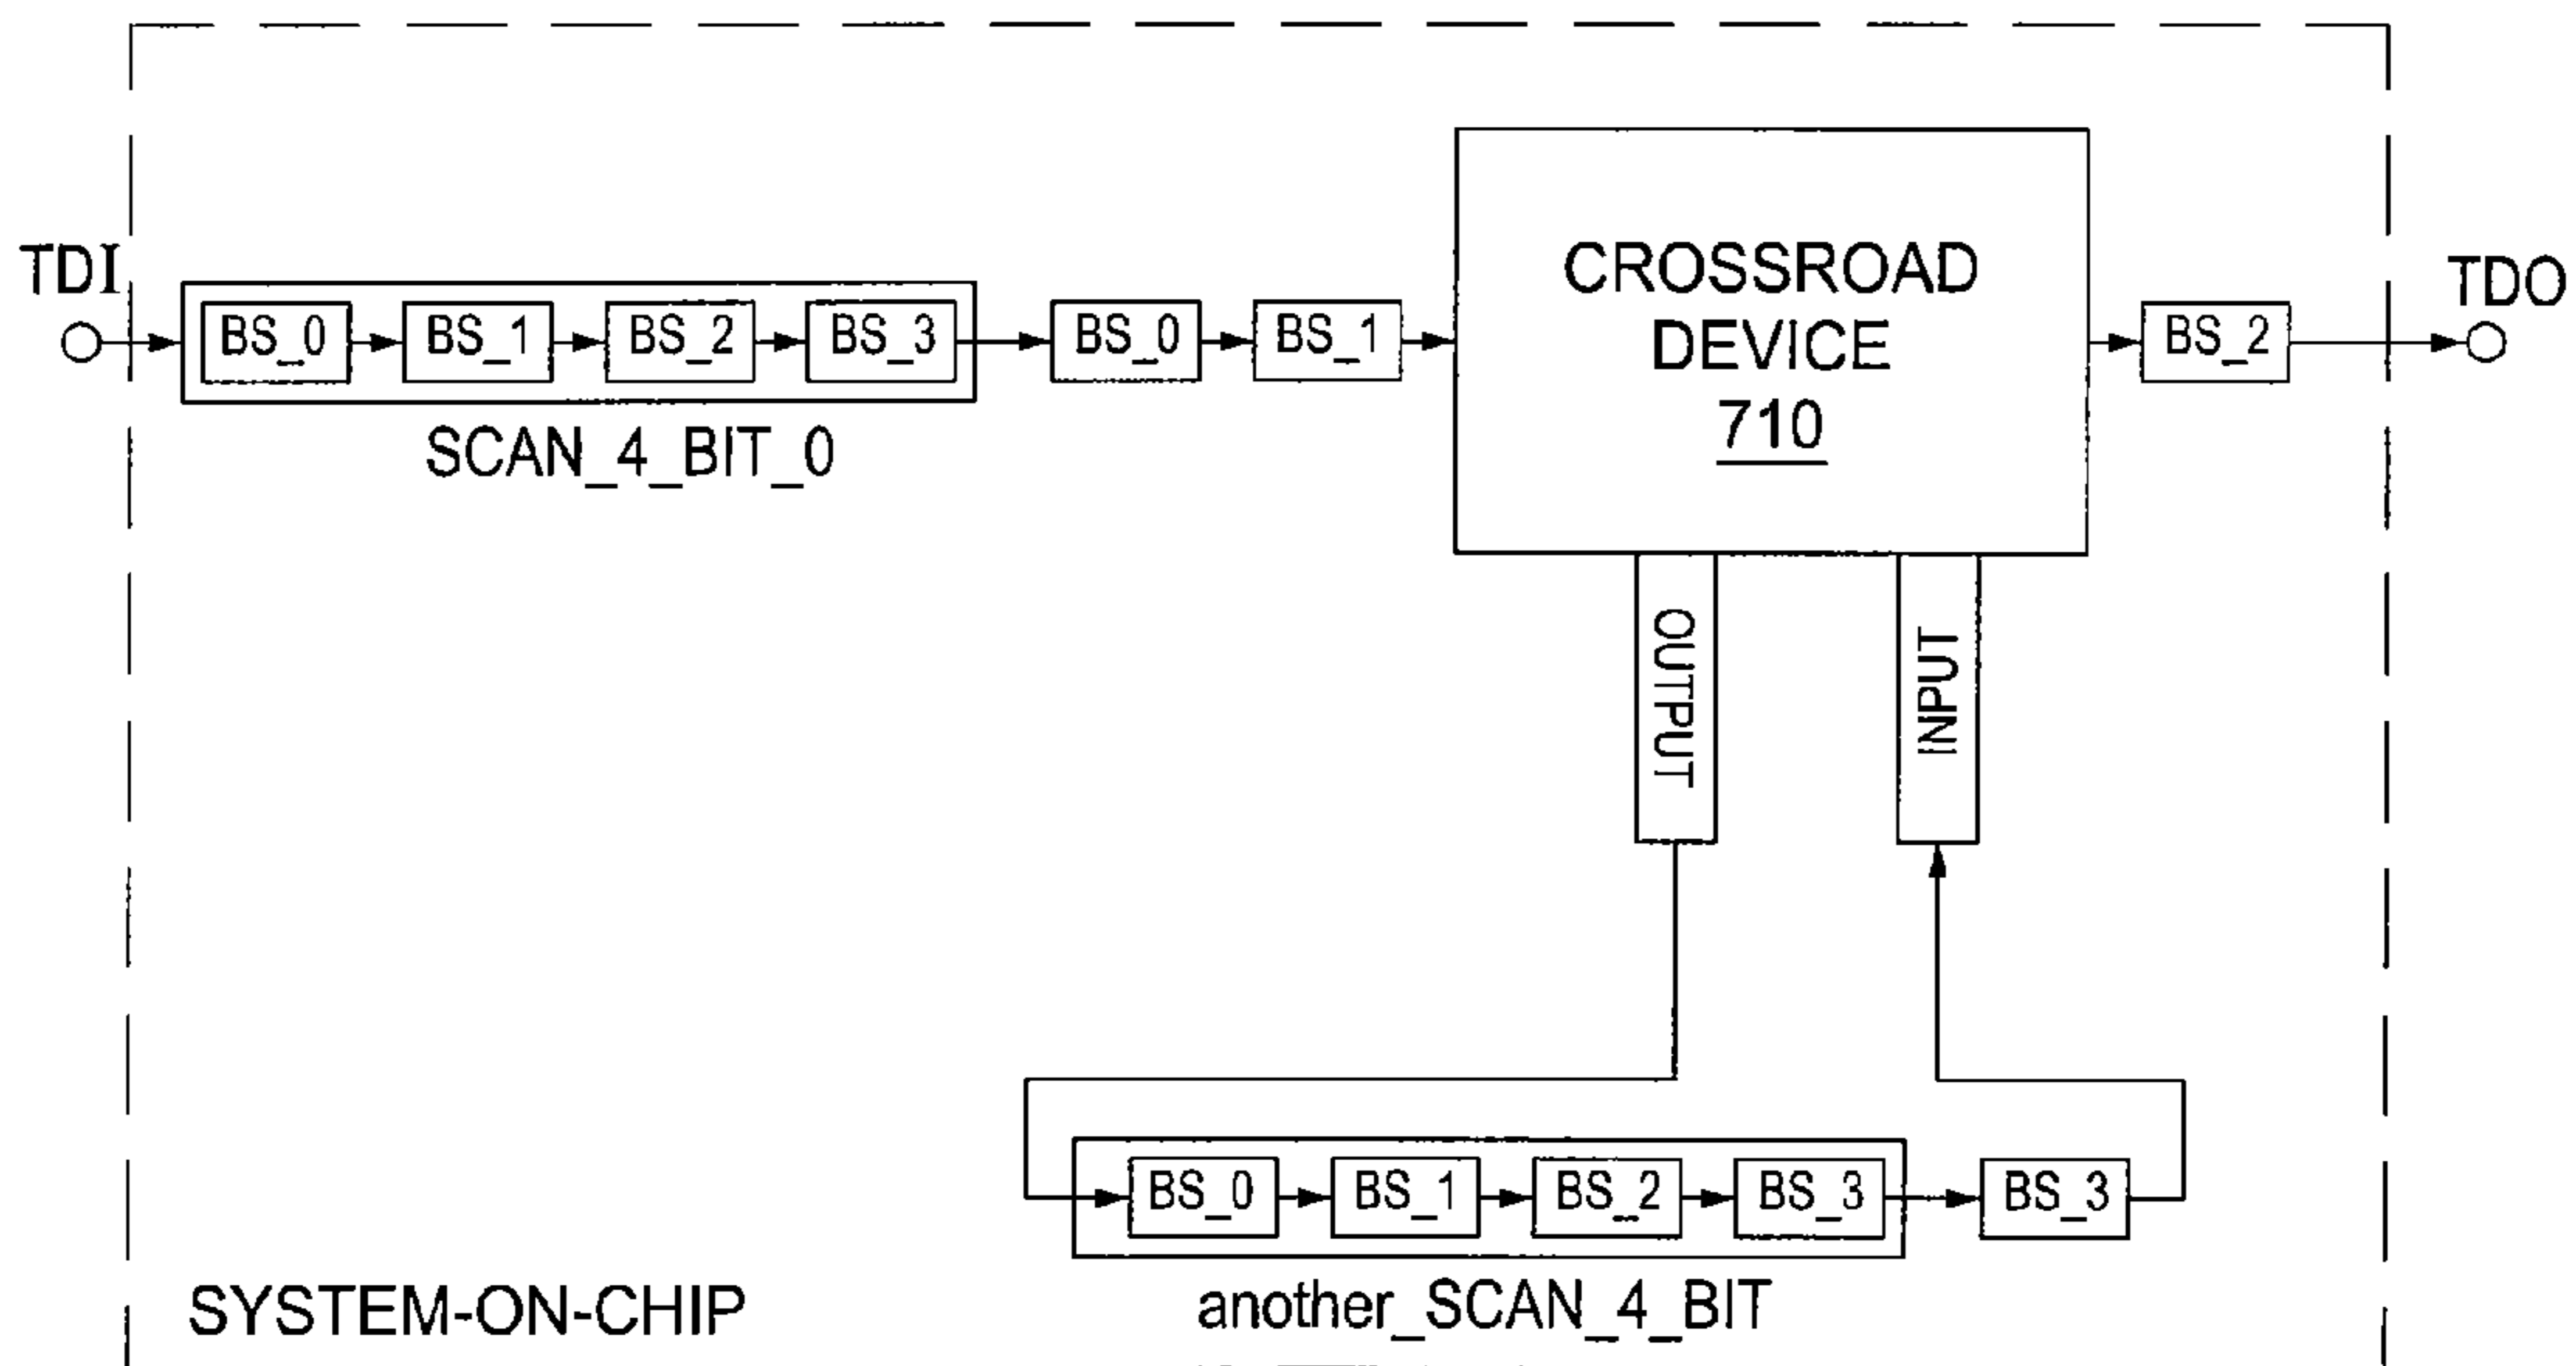 TDI
BS_0 BS_1 BS_2 BS_3 BS_0 BS_1
SCAN_4_BIT_0
CROSSROAD
DEVICE
710
BS_2
TDO
OUTPUT
INPUT
BS_0 BS_1 BS_2 BS_3 BS_3
another_SCAN_4_BIT
SYSTEM-ON-CHIP